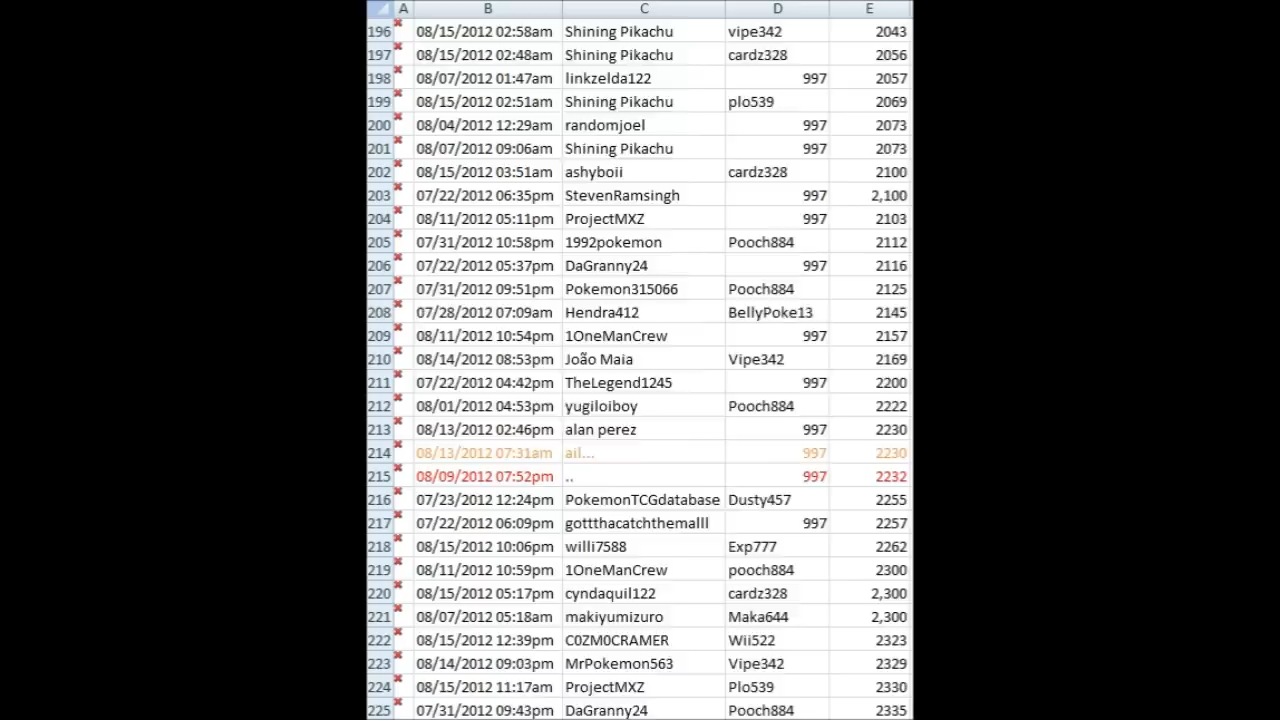 A B C D E
196 08/15/2012 02:58am Shining Pikachu vipe342 2043
197 08/15/2012 02:48am Shining Pikachu cardz328 2056
198 08/07/2012 01:47am linkzelda122 997 2057
199 08/15/2012 02:51am Shining Pikachu plo539 2069
200 08/04/2012 12:29am randomjoel 997 2073
201 08/07/2012 09:06am Shining Pikachu 997 2073
202 08/15/2012 03:51am ashyboii cardz328 2100
203 07/22/2012 06:35pm StevenRamsingh 997 2,100
204 08/11/2012 05:11pm ProjectMXZ 997 2103
205 07/31/2012 10:58pm 1992pokemon Pooch884 2112
206 07/22/2012 05:37pm DaGranny24 997 2116
207 07/31/2012 09:51pm Pokemon315066 Pooch884 2125
208 07/28/2012 07:09am Hendra412 BellyPoke13 2145
209 08/11/2012 10:54pm 1OneManCrew 997 2157
210 08/14/2012 08:53pm João Maia Vipe342 2169
211 07/22/2012 04:42pm TheLegend1245 997 2200
212 08/01/2012 04:53pm yugiloiboy Pooch884 2222
213 08/13/2012 02:46pm alan perez 997 2230
214 08/13/2012 07:31am ail... 997 2230
215 08/09/2012 07:52pm .. 997 2232
216 07/23/2012 12:24pm PokemonTCGdatabase Dusty457 2255
217 07/22/2012 06:09pm gottthacatchthemalll 997 2257
218 08/15/2012 10:06pm willi7588 Exp777 2262
219 08/11/2012 10:59pm 1OneManCrew pooch884 2300
220 08/15/2012 05:17pm cyndaquil122 cardz328 2,300
221 08/07/2012 05:18am makiyumizuro Maka644 2,300
222 08/15/2012 12:39pm C0ZM0CRAMER Wii522 2323
223 08/14/2012 09:03pm MrPokemon563 Vipe342 2329
224 08/15/2012 11:17am ProjectMXZ Plo539 2330
225 07/31/2012 09:43pm DaGranny24 Pooch884 2335